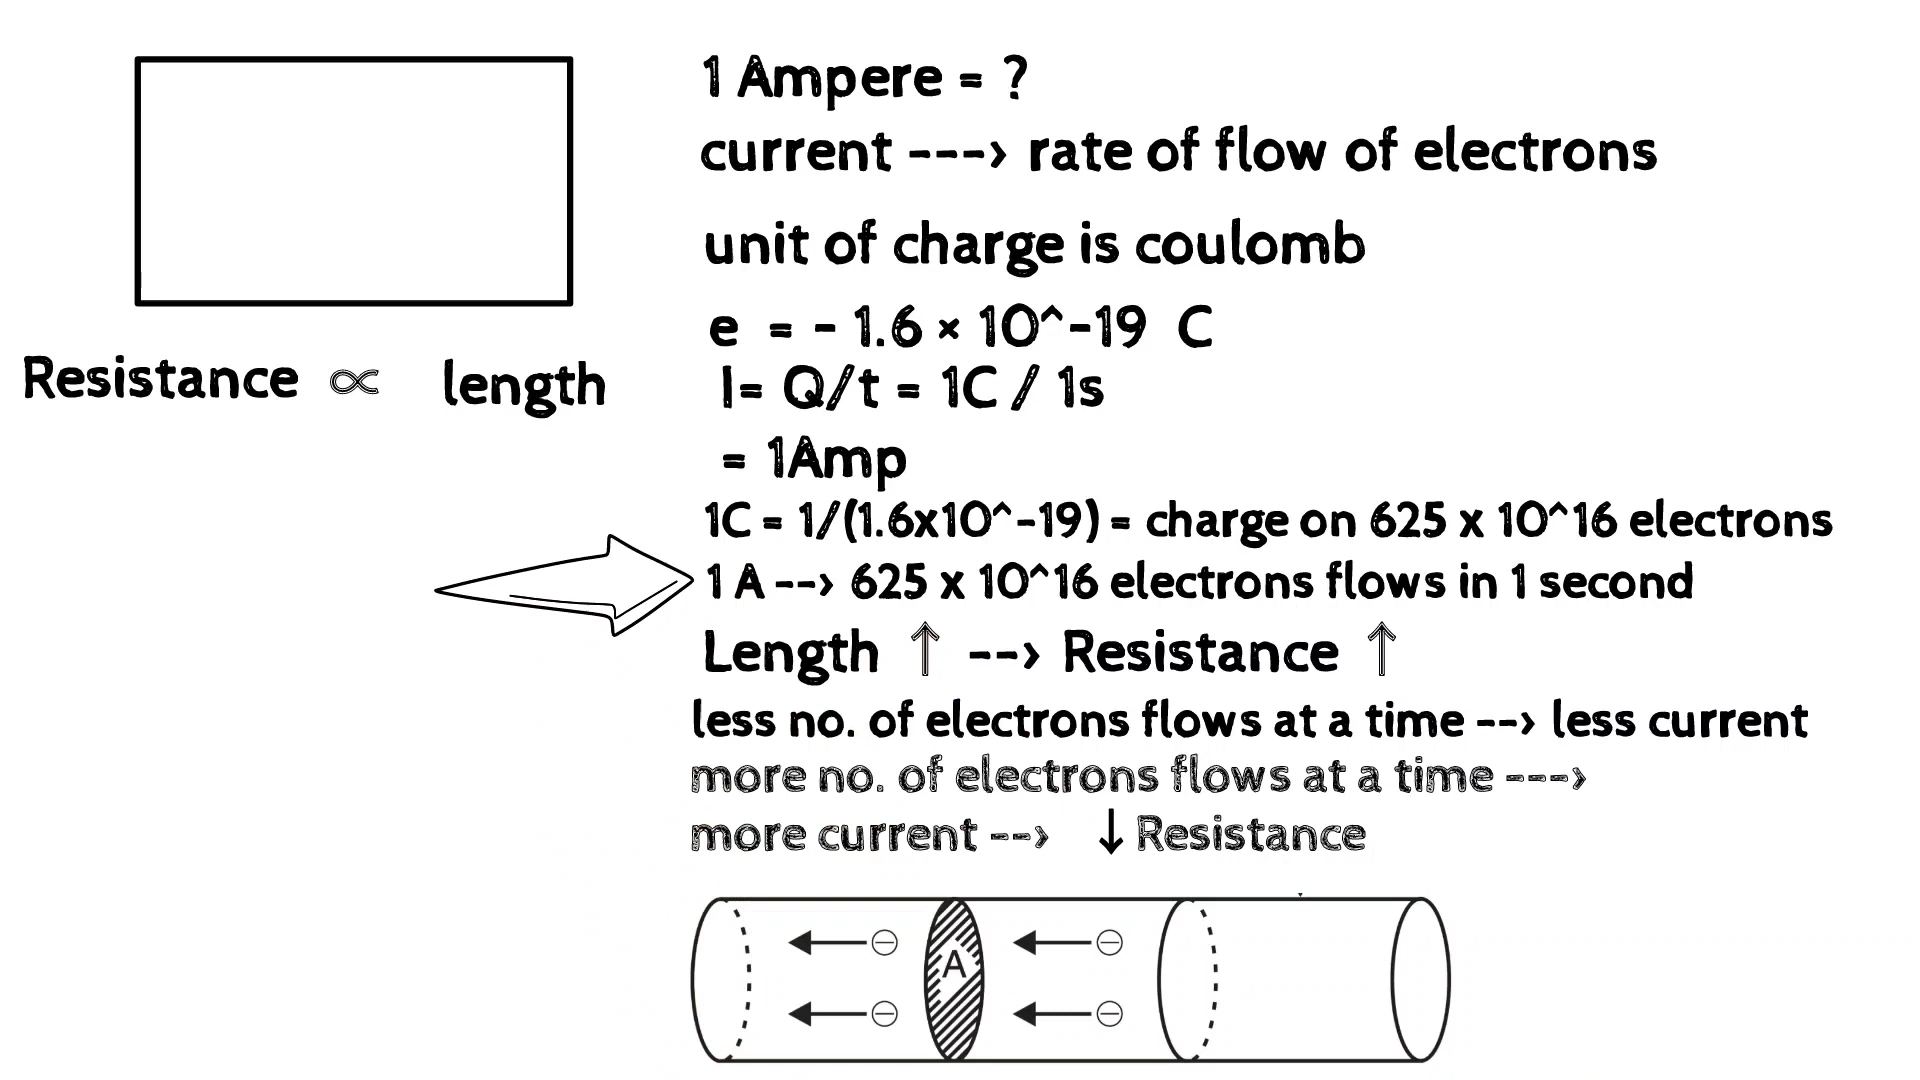 1 Ampere = ?
current ---> rate of flow of electrons
unit of charge is coulomb
e = - 1.6 × 10^-19 C
I= Q/t = 1C / 1s
= 1Amp
Resistance ∝ length
1C = 1/(1.6x10^-19) = charge on 625 x 10^16 electrons
1 A --> 625 x 10^16 electrons flows in 1 second
Length ↑ --> Resistance ↑
less no. of electrons flows at a time --> less current
more no. of electrons flows at a time --->
more current --> ↓ Resistance
A